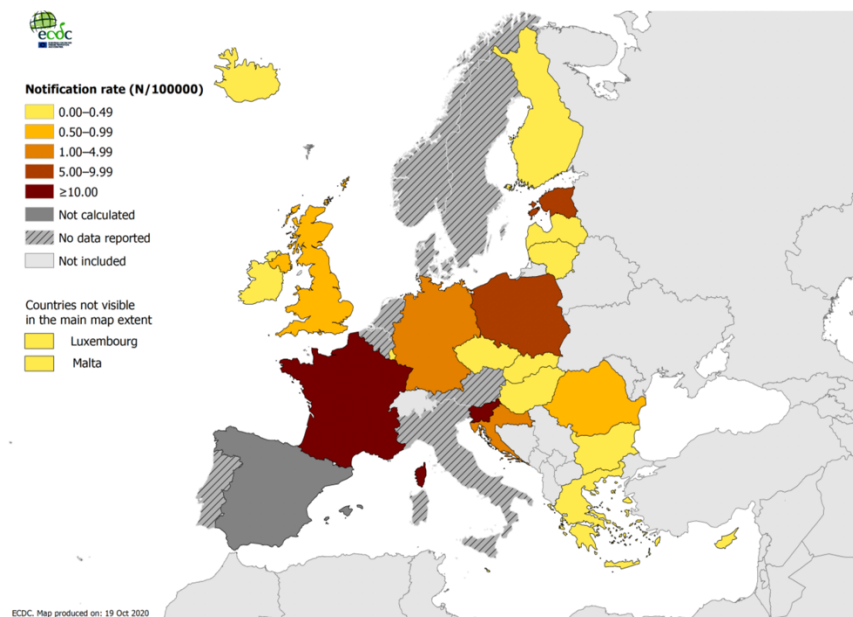 ecdc
Notification rate (N/100000)
0.00–0.49
0.50–0.99
1.00–4.99
5.00–9.99
≥10.00
Not calculated
No data reported
Not included
Countries not visible
in the main map extent
Luxembourg
Malta
ECDC. Map produced on: 19 Oct 2020